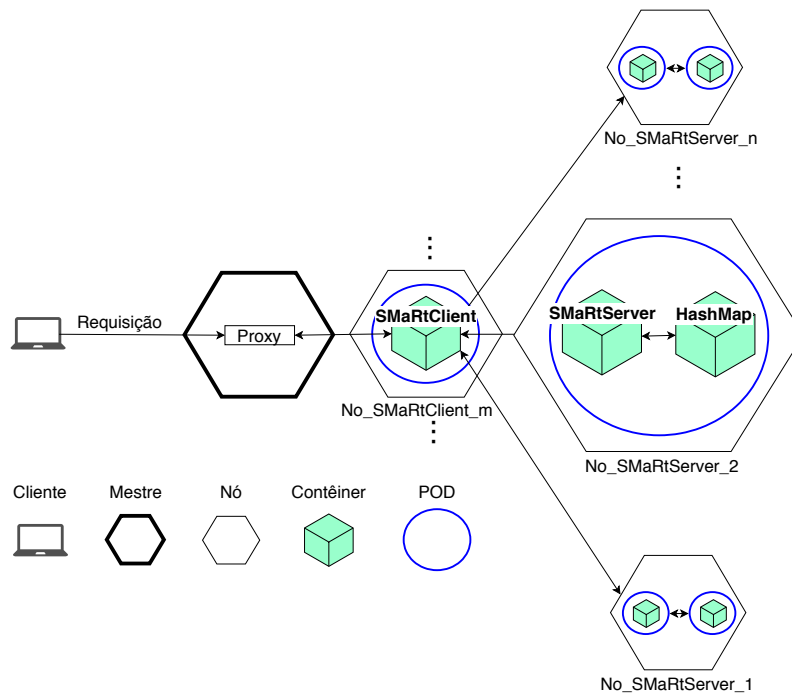 No_SMaRtServer_n
...
...
Requisição
Proxy
SMaRtClient
SMaRtServer
HashMap
No_SMaRtClient_m
...
No_SMaRtServer_2
Cliente
Mestre
Nó
Contêiner
POD
No_SMaRtServer_1